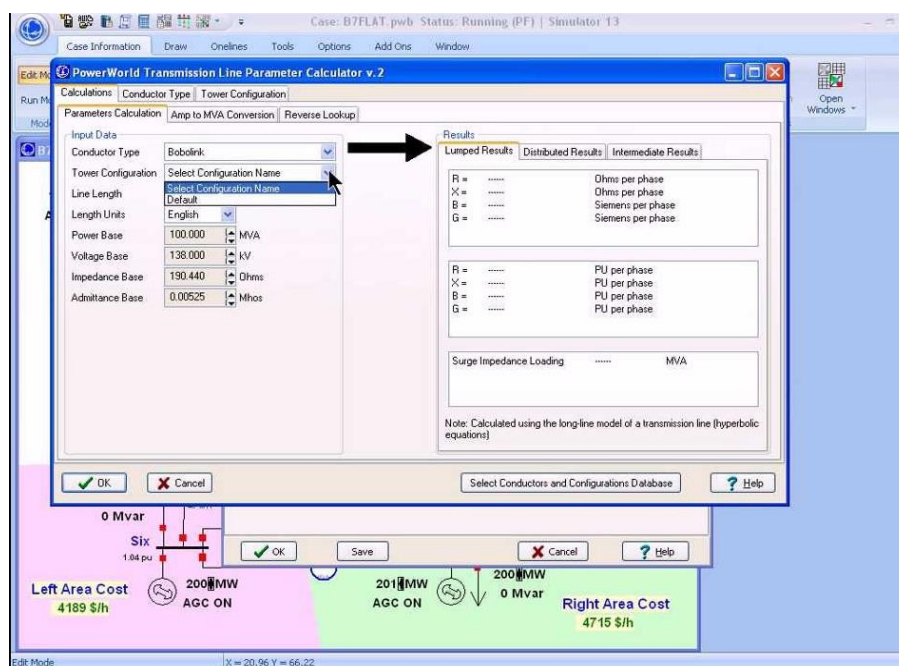 Case: B7FLAT.pwb Status: Running (PF) | Simulator 13
Case Information Draw Onelines Tools Options Add Ons Window
Edit Mo
Run Mo
Mod
Open
Windows
PowerWorld Transmission Line Parameter Calculator v.2
Calculations Conductor Type Tower Configuration
Parameters Calculation Amp to MVA Conversion Reverse Lookup
Input Data
Conductor Type Bobolink
Tower Configuration Select Configuration Name
Select Configuration Name
Default
Line Length
Length Units English
Power Base 100.000 MVA
Voltage Base 138.000 kV
Impedance Base 190.440 Ohms
Admittance Base 0.00525 Mhos
Results
Lumped Results Distributed Results Intermediate Results
R = ------ Ohms per phase
X = ------ Ohms per phase
B = ------ Siemens per phase
G = ------ Siemens per phase
R = ------ PU per phase
X = ------ PU per phase
B = ------ PU per phase
G = ------ PU per phase
Surge Impedance Loading ------ MVA
Note: Calculated using the long-line model of a transmission line (hyperbolic
equations)
OK Cancel Select Conductors and Configurations Database ? Help
0 Mvar
Six
1.04 pu
OK Save Cancel ? Help
200 MW
AGC ON
201 MW
AGC ON
200 MW
0 Mvar
Left Area Cost
4189 $/h
Right Area Cost
4715 $/h
Edit Mode X = 20.96 Y = 66.22